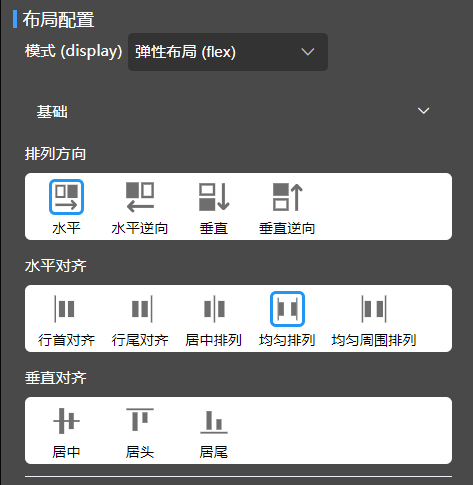 布局配置
模式 (display) 弹性布局 (flex)
基础
排列方向
水平 水平逆向 垂直 垂直逆向
水平对齐
行首对齐 行尾对齐 居中排列 均匀排列 均匀周围排列
垂直对齐
居中 居头 居尾